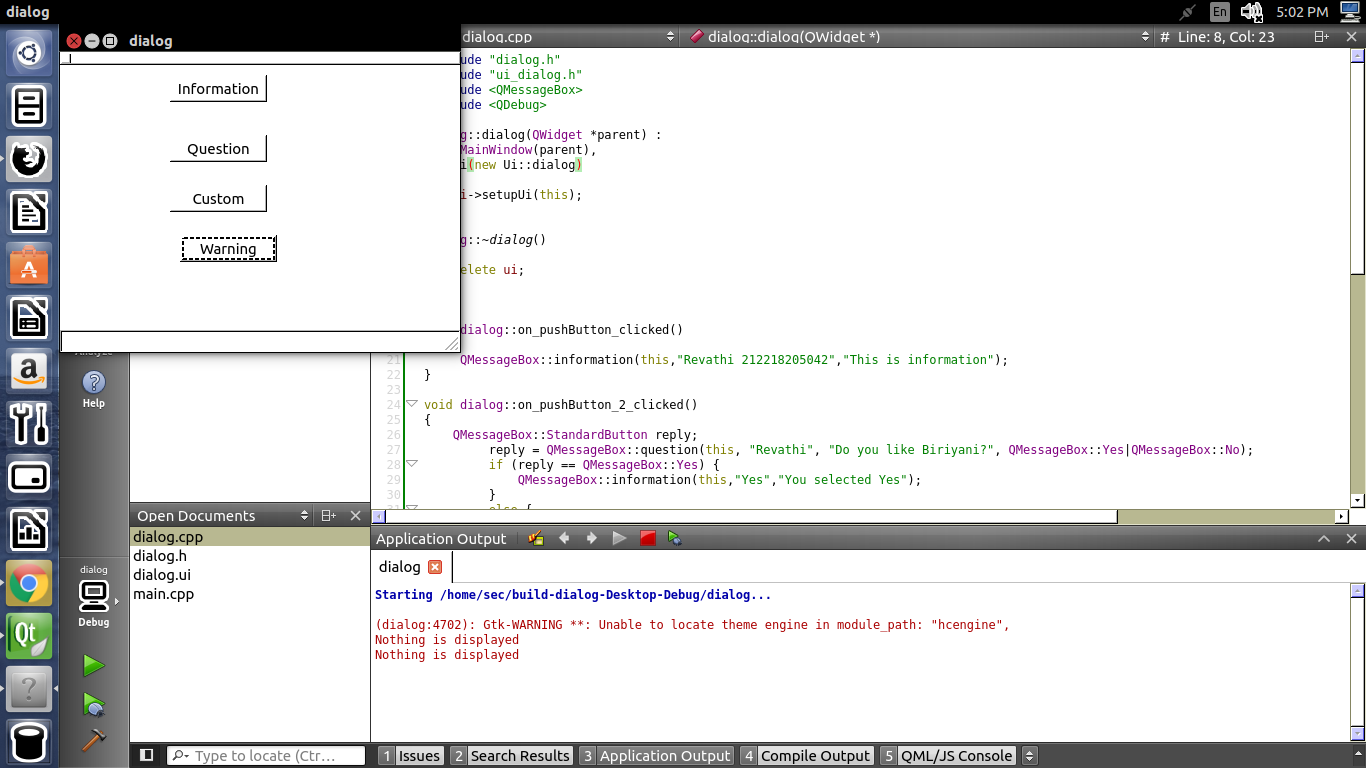 dialog
En
5:02 PM
dialog
Information
Question
Custom
Warning
dialog.cpp
dialog::dialog(QWidget *)
# Line: 8, Col: 23
ude "dialog.h"
ude "ui_dialog.h"
ude <QMessageBox>
ude <QDebug>
g::dialog(QWidget *parent) :
MainWindow(parent),
i(new Ui::dialog)
i->setupUi(this);
g::~dialog()
elete ui;
dialog::on_pushButton_clicked()
21 QMessageBox::information(this,"Revathi 212218205042","This is information");
22 }
23
24 void dialog::on_pushButton_2_clicked()
25 {
26 QMessageBox::StandardButton reply;
27 reply = QMessageBox::question(this, "Revathi", "Do you like Biriyani?", QMessageBox::Yes|QMessageBox::No);
28 if (reply == QMessageBox::Yes) {
29 QMessageBox::information(this,"Yes","You selected Yes");
30 }
else {
Help
dialog
Debug
Open Documents
dialog.cpp
dialog.h
dialog.ui
main.cpp
Application Output
dialog
Starting /home/sec/build-dialog-Desktop-Debug/dialog...
(dialog:4702): Gtk-WARNING **: Unable to locate theme engine in module_path: "hcengine",
Nothing is displayed
Nothing is displayed
Type to locate (Ctr...
1 Issues
2 Search Results
3 Application Output
4 Compile Output
5 QML/JS Console